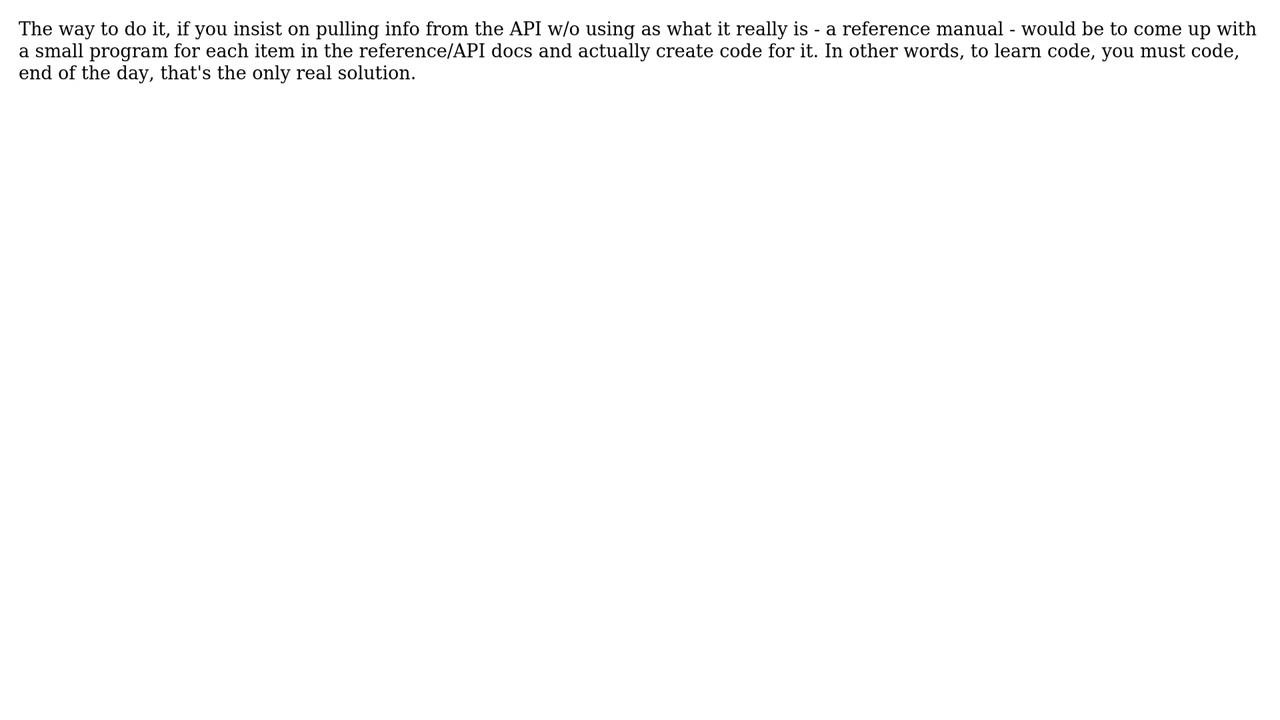 The way to do it, if you insist on pulling info from the API w/o using as what it really is - a reference manual - would be to come up with
a small program for each item in the reference/API docs and actually create code for it. In other words, to learn code, you must code,
end of the day, that's the only real solution.